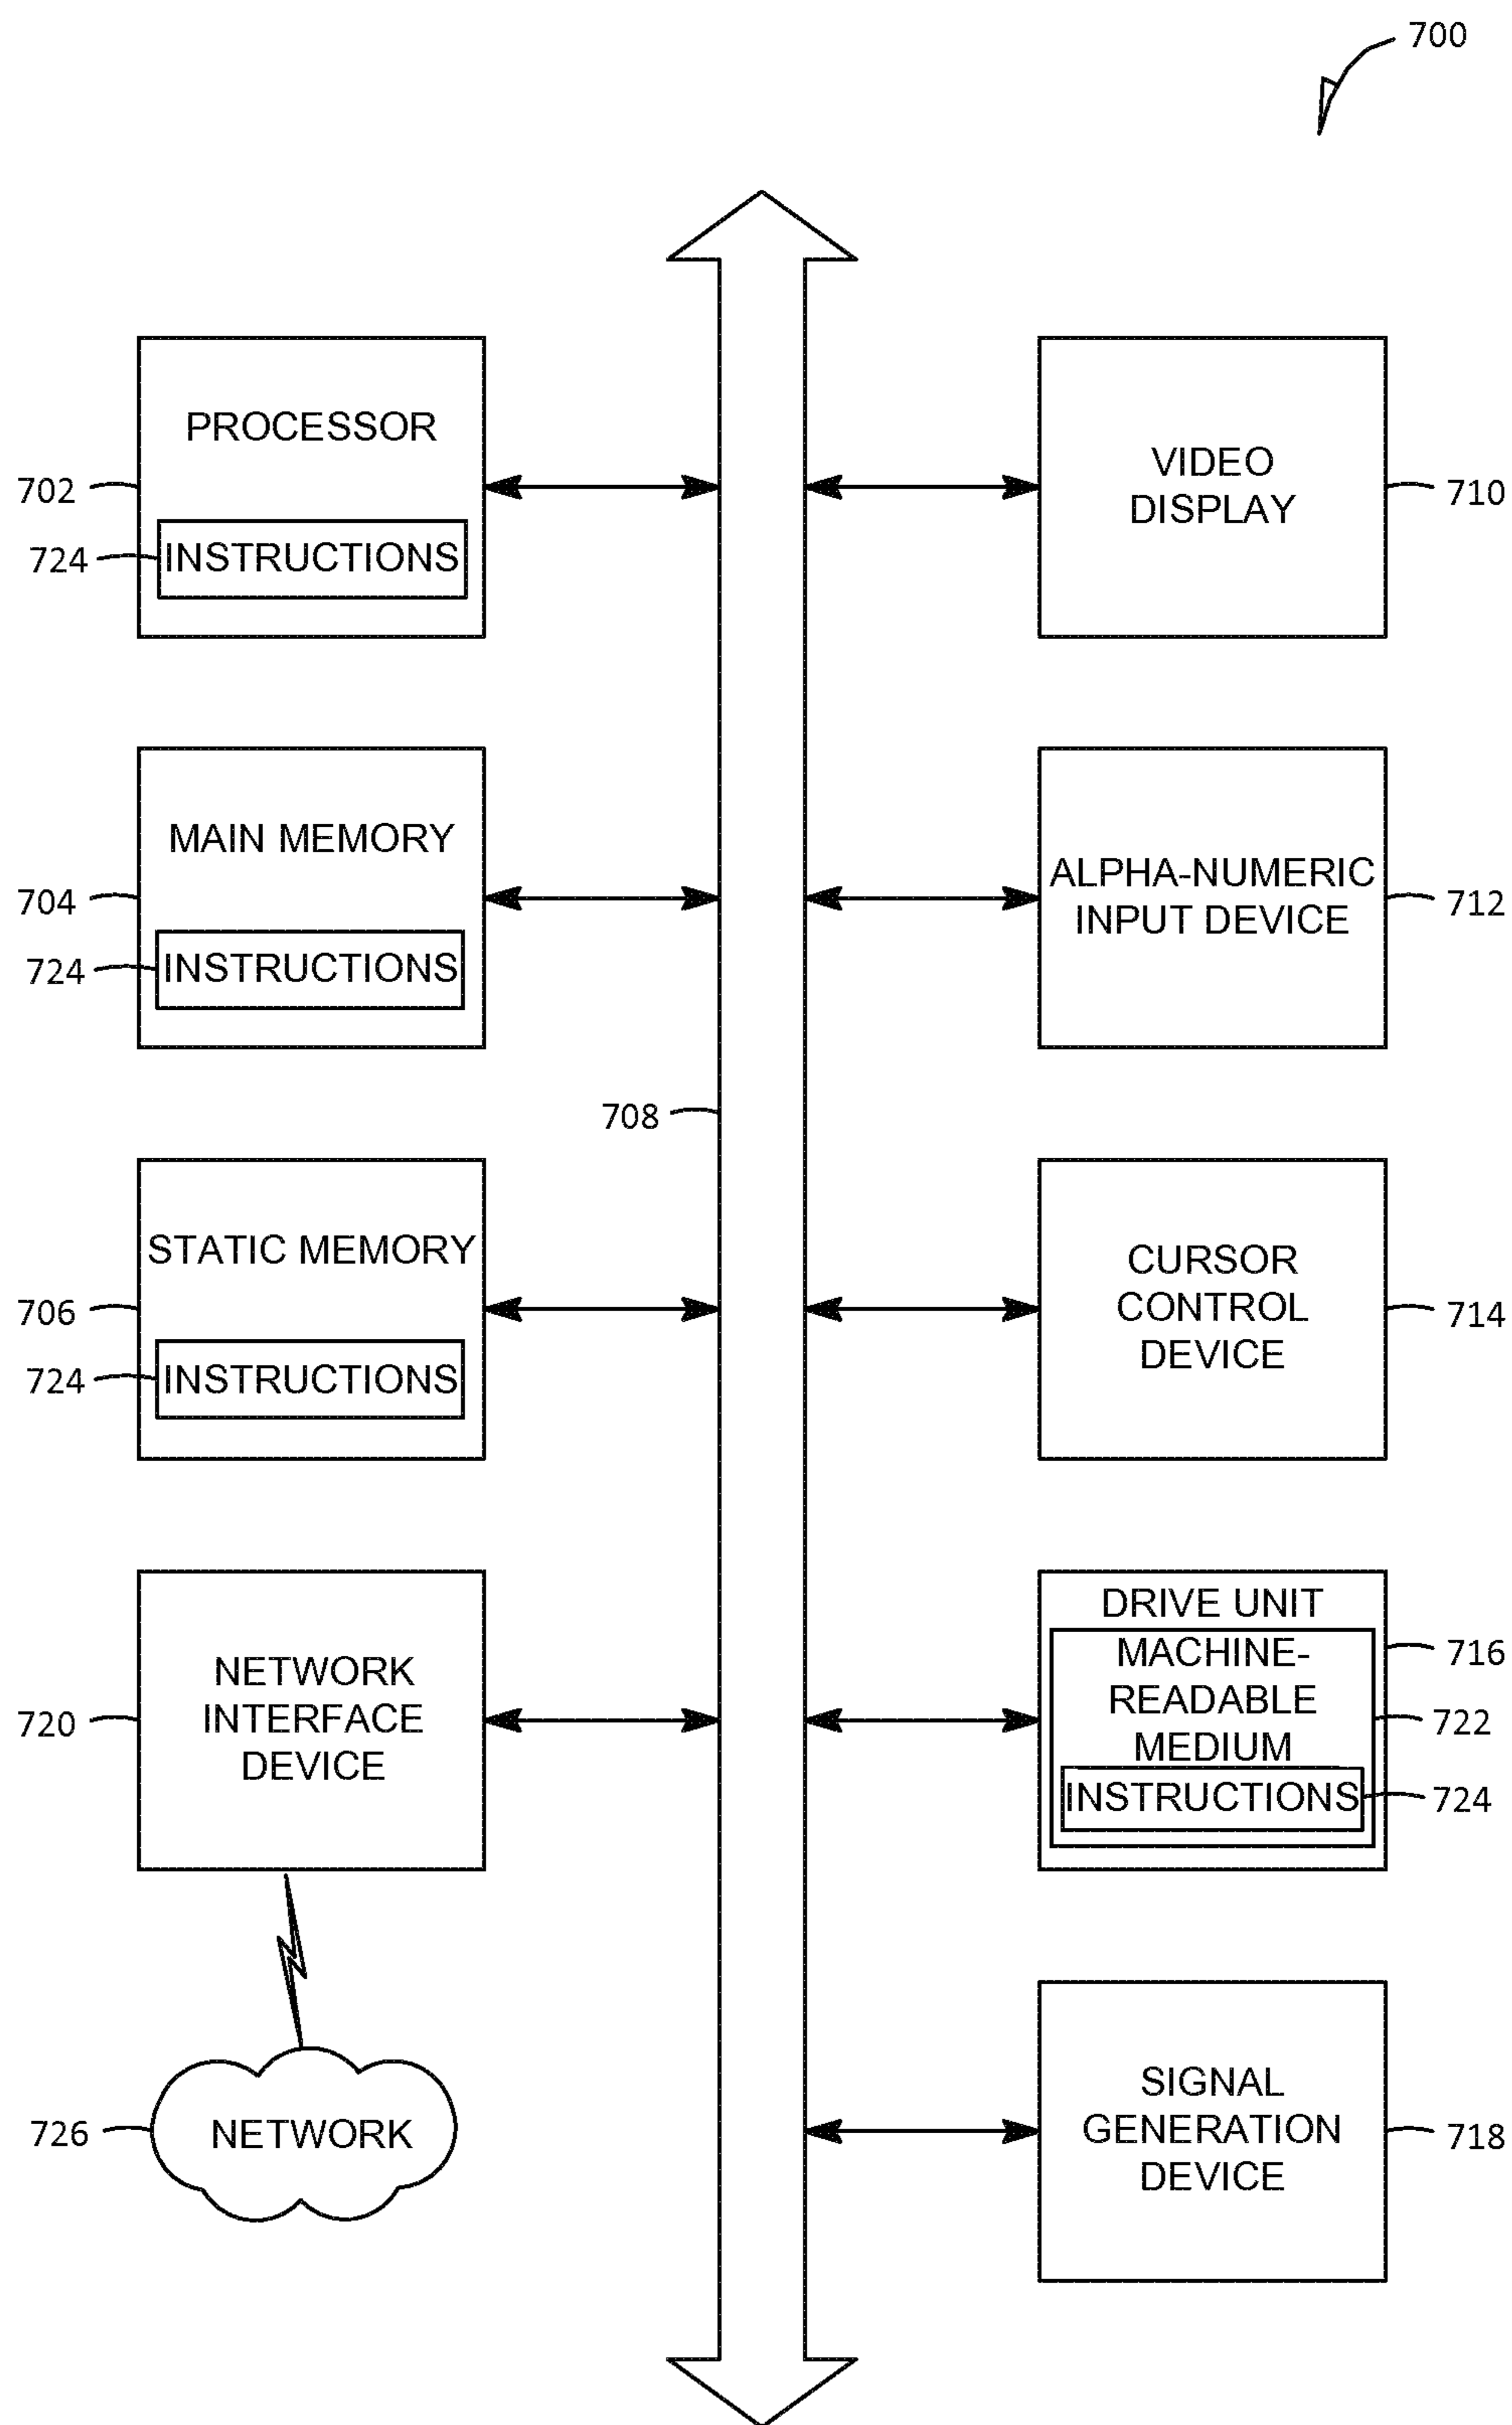 700
PROCESSOR
702
724
INSTRUCTIONS
VIDEO
DISPLAY
710
MAIN MEMORY
704
724
INSTRUCTIONS
ALPHA-NUMERIC
INPUT DEVICE
712
708
STATIC MEMORY
706
724
INSTRUCTIONS
CURSOR
CONTROL
DEVICE
714
NETWORK
INTERFACE
DEVICE
720
DRIVE UNIT
716
MACHINE-
READABLE
MEDIUM
722
INSTRUCTIONS
724
726
NETWORK
SIGNAL
GENERATION
DEVICE
718